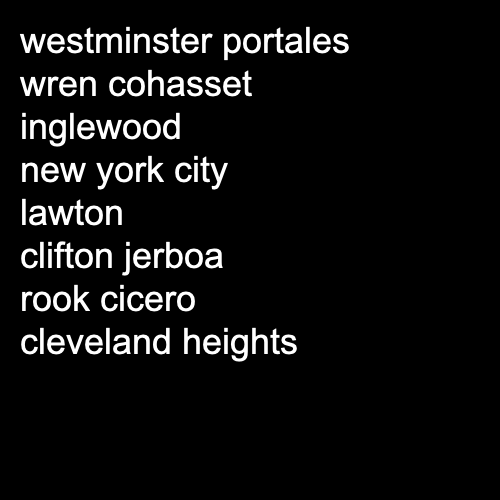 westminster portales
wren cohasset
inglewood
new york city
lawton
clifton jerboa
rook cicero
cleveland heights